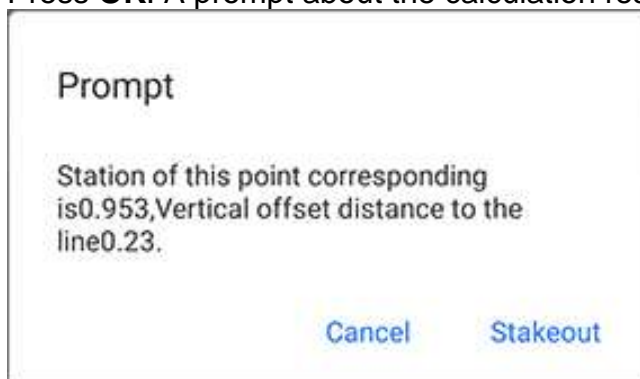 Press OK. A prompt about the calculation res
Prompt
Station of this point corresponding
is0.953,Vertical offset distance to the
line0.23.
Cancel Stakeout